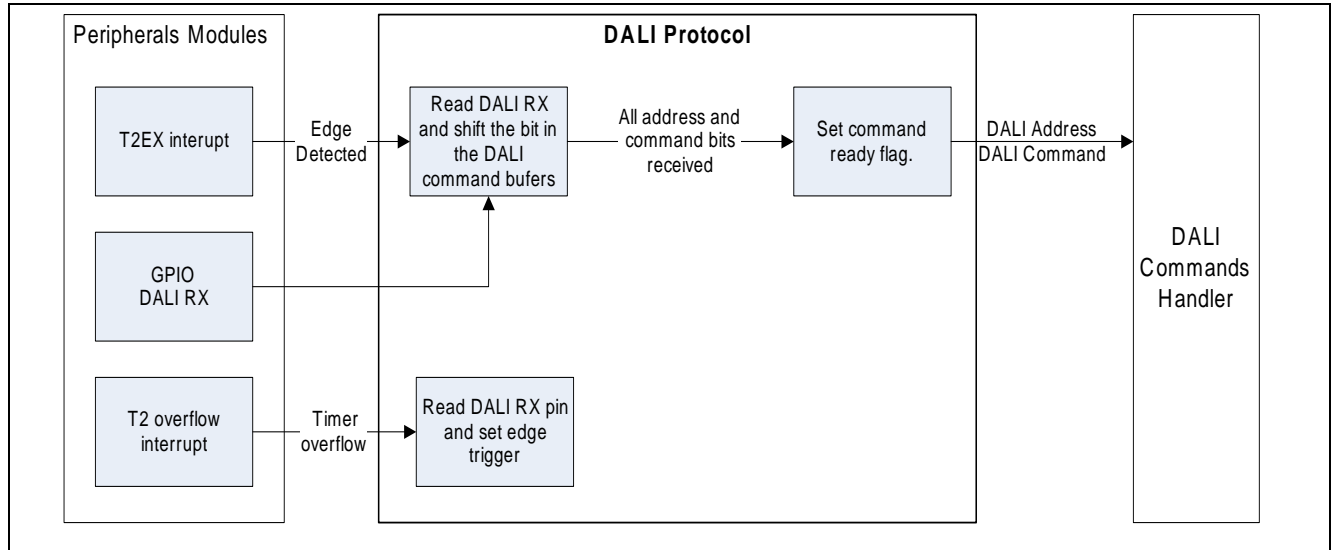 Peripherals Modules
DALI Protocol
T2EX interupt
Edge
Detected
Read DALI RX
and shift the bit in
the DALI
command bufers
All address and
command bits
received
Set command
ready flag.
DALI Address
DALI Command
GPIO
DALI RX
DALI
Commands
Handler
T2 overflow
interrupt
Timer
overflow
Read DALI RX pin
and set edge
trigger